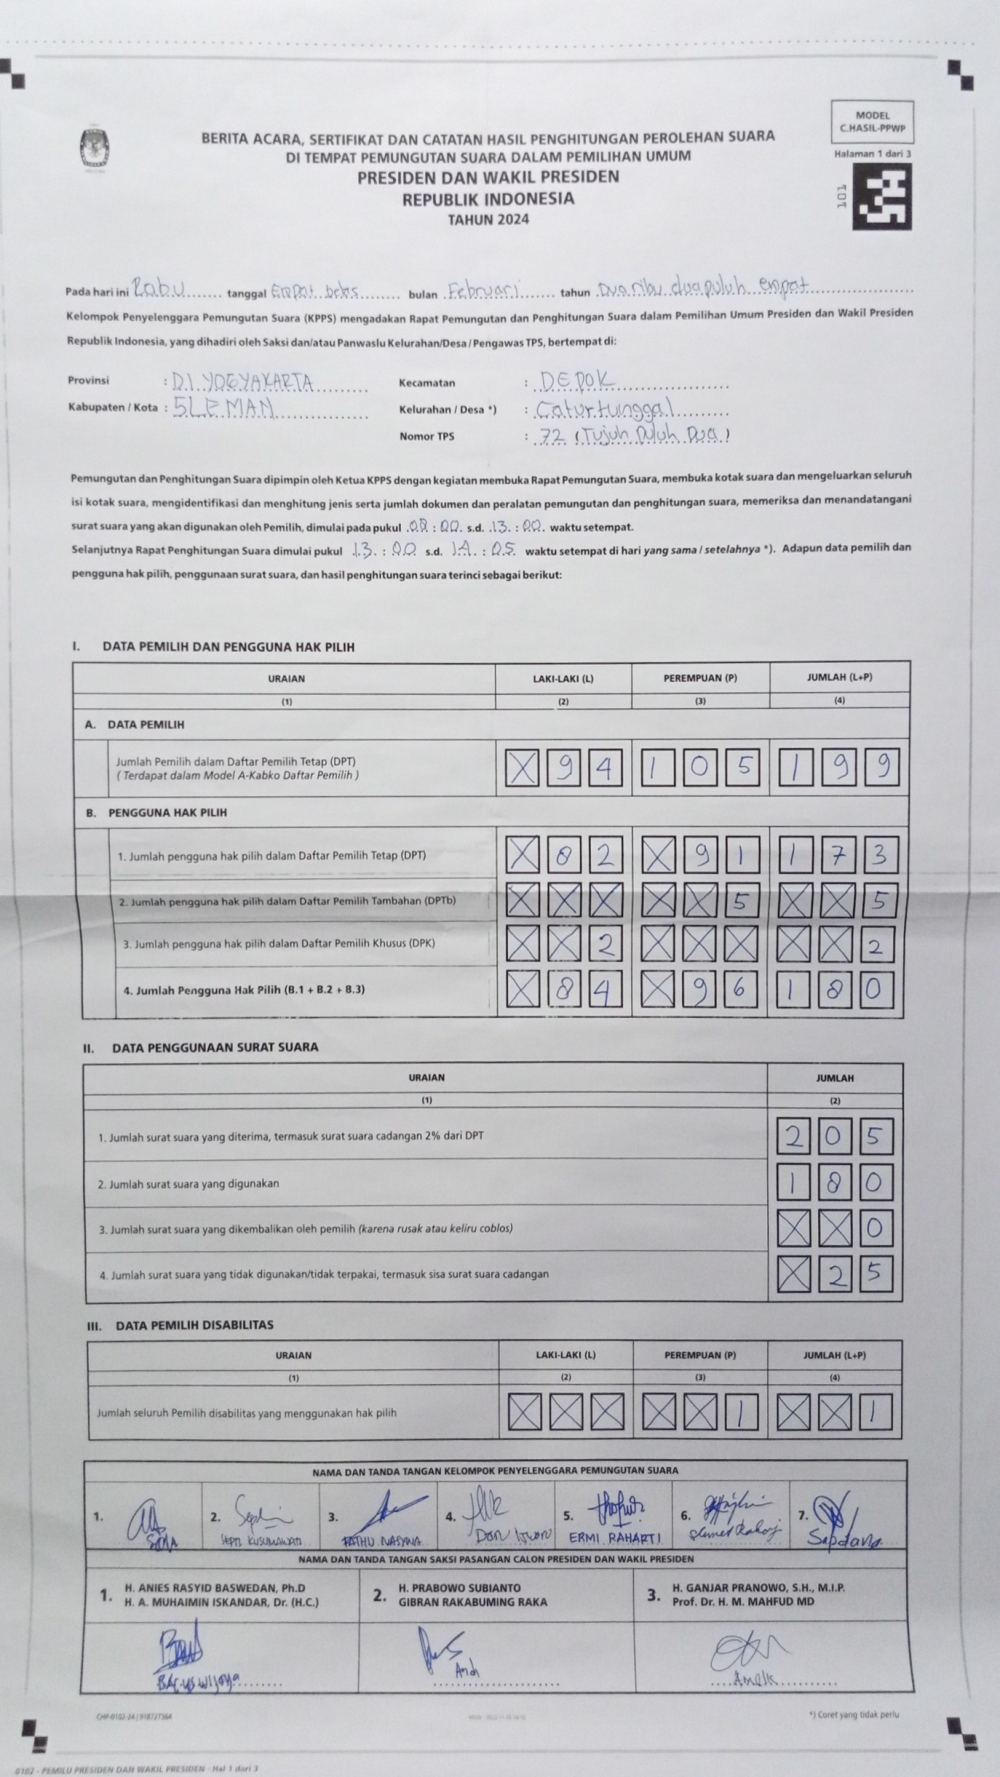 MODEL
C.HASIL-PPWP
Halaman 1 dari 3
101
BERITA ACARA, SERTIFIKAT DAN CATATAN HASIL PENGHITUNGAN PEROLEHAN SUARA
DI TEMPAT PEMUNGUTAN SUARA DALAM PEMILIHAN UMUM
PRESIDEN DAN WAKIL PRESIDEN
REPUBLIK INDONESIA
TAHUN 2024
Pada hari ini Rabu tanggal Empat belas bulan Februari tahun Dua ribu dua puluh empat
Kelompok Penyelenggara Pemungutan Suara (KPPS) mengadakan Rapat Pemungutan dan Penghitungan Suara dalam Pemilihan Umum Presiden dan Wakil Presiden
Republik Indonesia, yang dihadiri oleh Saksi dan/atau Panwaslu Kelurahan/Desa / Pengawas TPS, bertempat di:
Provinsi : D.I. YOGYAKARTA Kecamatan : DEPOK
Kabupaten / Kota : SLEMAN Kelurahan / Desa *) : Caturtunggal
Nomor TPS : 72 (Tujuh Puluh Dua)
Pemungutan dan Penghitungan Suara dipimpin oleh Ketua KPPS dengan kegiatan membuka Rapat Pemungutan Suara, membuka kotak suara dan mengeluarkan seluruh
isi kotak suara, mengidentifikasi dan menghitung jenis serta jumlah dokumen dan peralatan pemungutan dan penghitungan suara, memeriksa dan menandatangani
surat suara yang akan digunakan oleh Pemilih, dimulai pada pukul 08 : 00 s.d. 13 : 00 waktu setempat.
Selanjutnya Rapat Penghitungan Suara dimulai pukul 13 : 00 s.d. 14 : 05 waktu setempat di hari yang sama / setelahnya *). Adapun data pemilih dan
pengguna hak pilih, penggunaan surat suara, dan hasil penghitungan suara terinci sebagai berikut:
I. DATA PEMILIH DAN PENGGUNA HAK PILIH
URAIAN LAKI-LAKI (L) PEREMPUAN (P) JUMLAH (L+P)
(1) (2) (3) (4)
A. DATA PEMILIH
Jumlah Pemilih dalam Daftar Pemilih Tetap (DPT) X 9 4 1 0 5 1 9 9
( Terdapat dalam Model A-Kabko Daftar Pemilih )
B. PENGGUNA HAK PILIH
1. Jumlah pengguna hak pilih dalam Daftar Pemilih Tetap (DPT) X 8 2 X 9 1 1 7 3
2. Jumlah pengguna hak pilih dalam Daftar Pemilih Tambahan (DPTb) X X X X X 5 X X 5
3. Jumlah pengguna hak pilih dalam Daftar Pemilih Khusus (DPK) X X 2 X X X X X 2
4. Jumlah Pengguna Hak Pilih (B.1 + B.2 + B.3) X 8 4 X 9 6 1 8 0
II. DATA PENGGUNAAN SURAT SUARA
URAIAN JUMLAH
(1) (2)
1. Jumlah surat suara yang diterima, termasuk surat suara cadangan 2% dari DPT 2 0 5
2. Jumlah surat suara yang digunakan 1 8 0
3. Jumlah surat suara yang dikembalikan oleh pemilih (karena rusak atau keliru coblos) X X 0
4. Jumlah surat suara yang tidak digunakan/tidak terpakai, termasuk sisa surat suara cadangan X 2 5
III. DATA PEMILIH DISABILITAS
URAIAN LAKI-LAKI (L) PEREMPUAN (P) JUMLAH (L+P)
(1) (2) (3) (4)
Jumlah seluruh Pemilih disabilitas yang menggunakan hak pilih X X X X X 1 X X 1
NAMA DAN TANDA TANGAN KELOMPOK PENYELENGGARA PEMUNGUTAN SUARA
1. 2. 3. 4. 5. 6. 7.
SEPTI KUSUMAWATI ERMI RAHARTI Sapdana
NAMA DAN TANDA TANGAN SAKSI PASANGAN CALON PRESIDEN DAN WAKIL PRESIDEN
1. H. ANIES RASYID BASWEDAN, Ph.D
H. A. MUHAIMIN ISKANDAR, Dr. (H.C.)
2. H. PRABOWO SUBIANTO
GIBRAN RAKABUMING RAKA
3. H. GANJAR PRANOWO, S.H., M.I.P.
Prof. Dr. H. M. MAHFUD MD
BAGUS WIJAYA Andi
*) Coret yang tidak perlu
0102 - PEMILU PRESIDEN DAN WAKIL PRESIDEN - Hal 1 dari 3